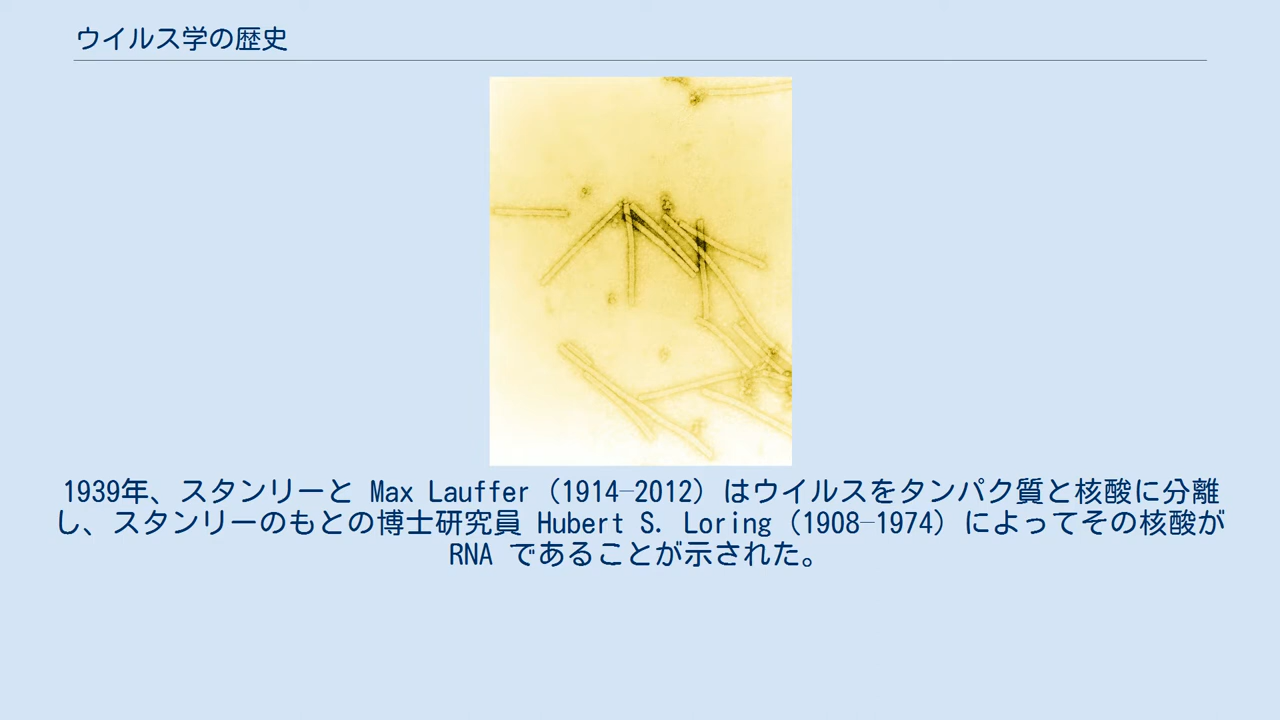 ウイルス学の歴史
1939年、スタンリーと Max Lauffer（1914–2012）はウイルスをタンパク質と核酸に分離
し、スタンリーのもとの博士研究員 Hubert S. Loring（1908–1974）によってその核酸が
RNA であることが示された。